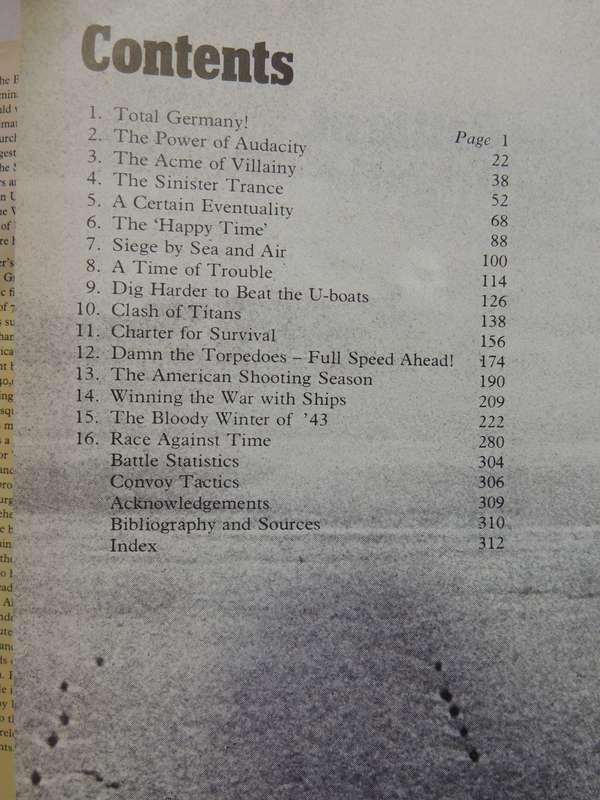 Contents
1. Total Germany! Page 1
2. The Power of Audacity 22
3. The Acme of Villainy 38
4. The Sinister Trance 52
5. A Certain Eventuality 68
6. The ‘Happy Time’ 88
7. Siege by Sea and Air 100
8. A Time of Trouble 114
9. Dig Harder to Beat the U-boats 126
10. Clash of Titans 138
11. Charter for Survival 156
12. Damn the Torpedoes – Full Speed Ahead! 174
13. The American Shooting Season 190
14. Winning the War with Ships 209
15. The Bloody Winter of ’43 222
16. Race Against Time 280
Battle Statistics 304
Convoy Tactics 306
Acknowledgements 309
Bibliography and Sources 310
Index 312